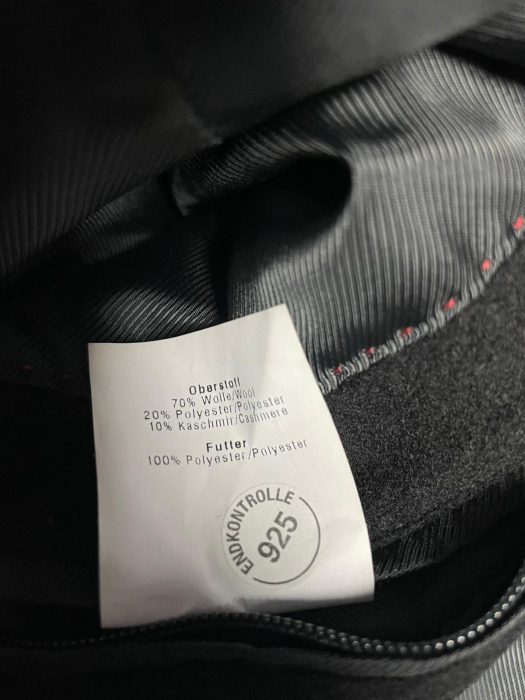 Oberstoff
70% Wolle/Wool
20% Polyester/Polyester
10% Kaschmir/Cashmere
Futter
100% Polyester/Polyester
ENDKONTROLLE
925